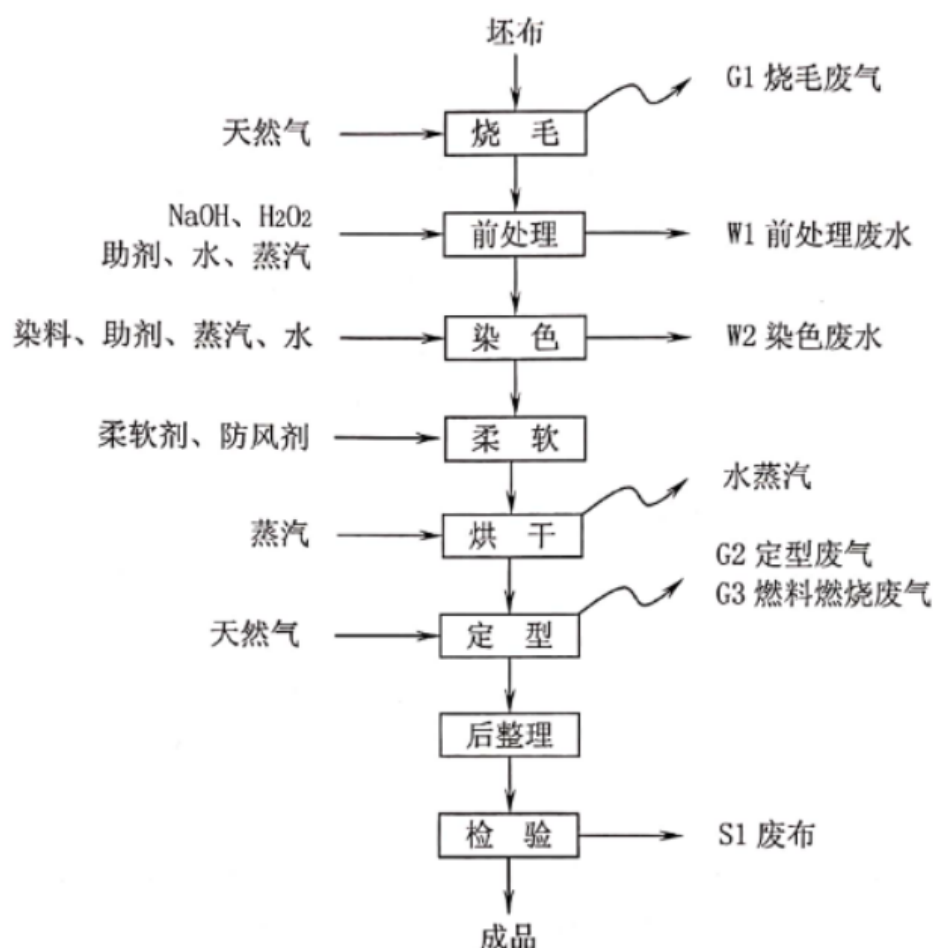 坯布
G1 烧毛废气
天然气
烧 毛
NaOH、H₂O₂
助剂、水、蒸汽
前处理
W1 前处理废水
染料、助剂、蒸汽、水
染 色
W2 染色废水
柔软剂、防风剂
柔 软
水蒸汽
蒸汽
烘 干
G2 定型废气
G3 燃料燃烧废气
天然气
定 型
后整理
检 验
S1 废布
成品